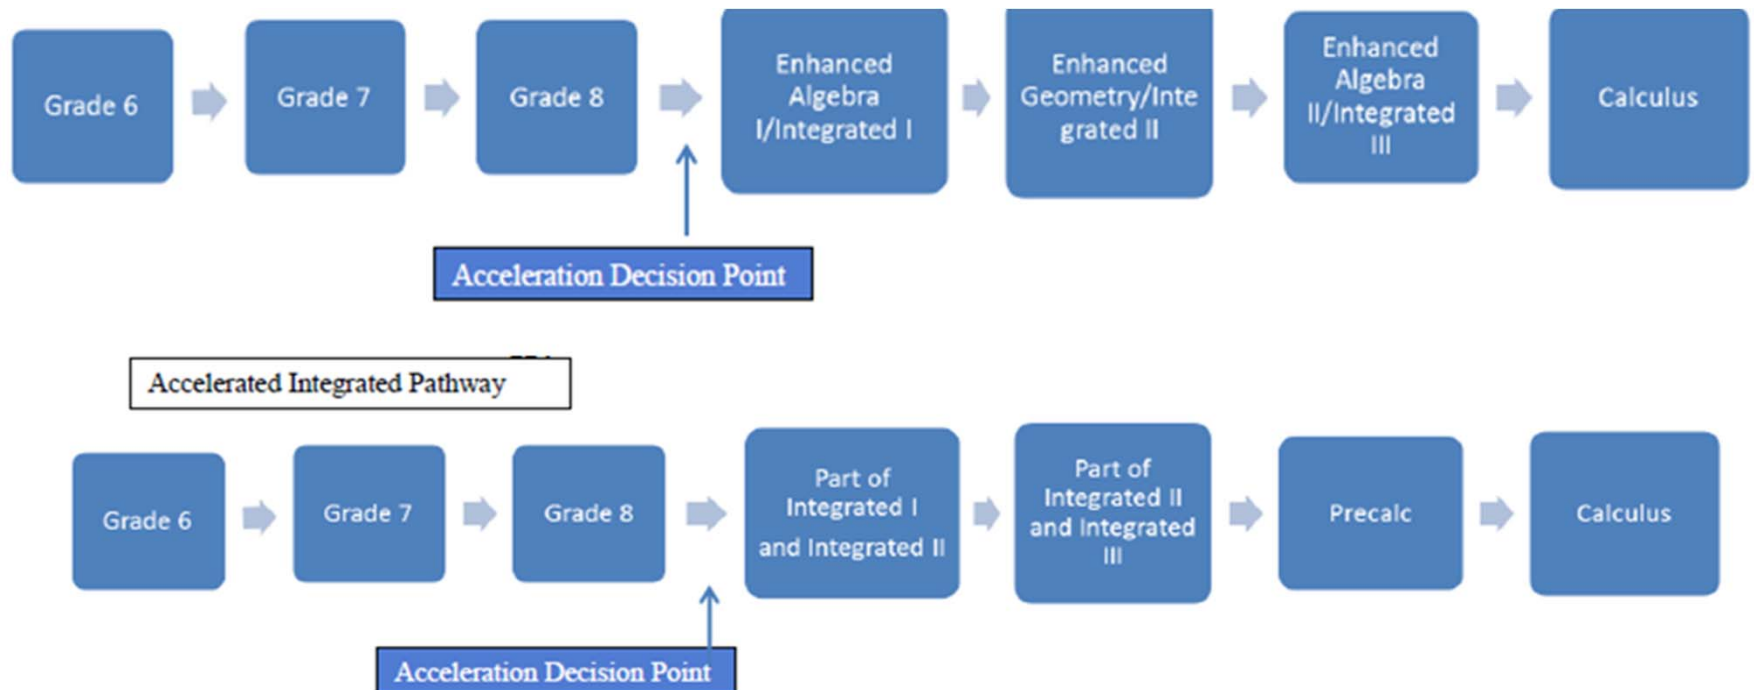 Grade 6
Grade 7
Grade 8
Enhanced
Algebra
I/Integrated I
Enhanced
Geometry/Inte
grated II
Enhanced
Algebra
II/Integrated
III
Calculus
Acceleration Decision Point
Accelerated Integrated Pathway
Grade 6
Grade 7
Grade 8
Part of
Integrated I
and Integrated II
Part of
Integrated II
and Integrated
III
Precalc
Calculus
Acceleration Decision Point